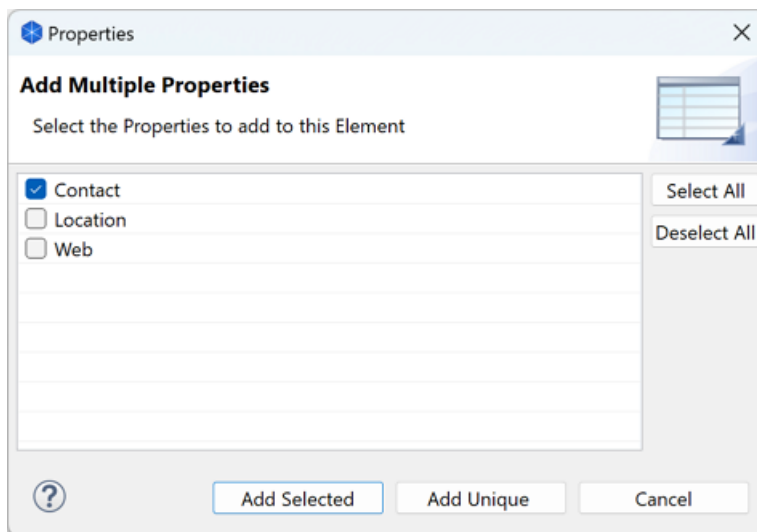 Properties
Add Multiple Properties
Select the Properties to add to this Element
Contact
Select All
Location
Deselect All
Web
?
Add Selected
Add Unique
Cancel